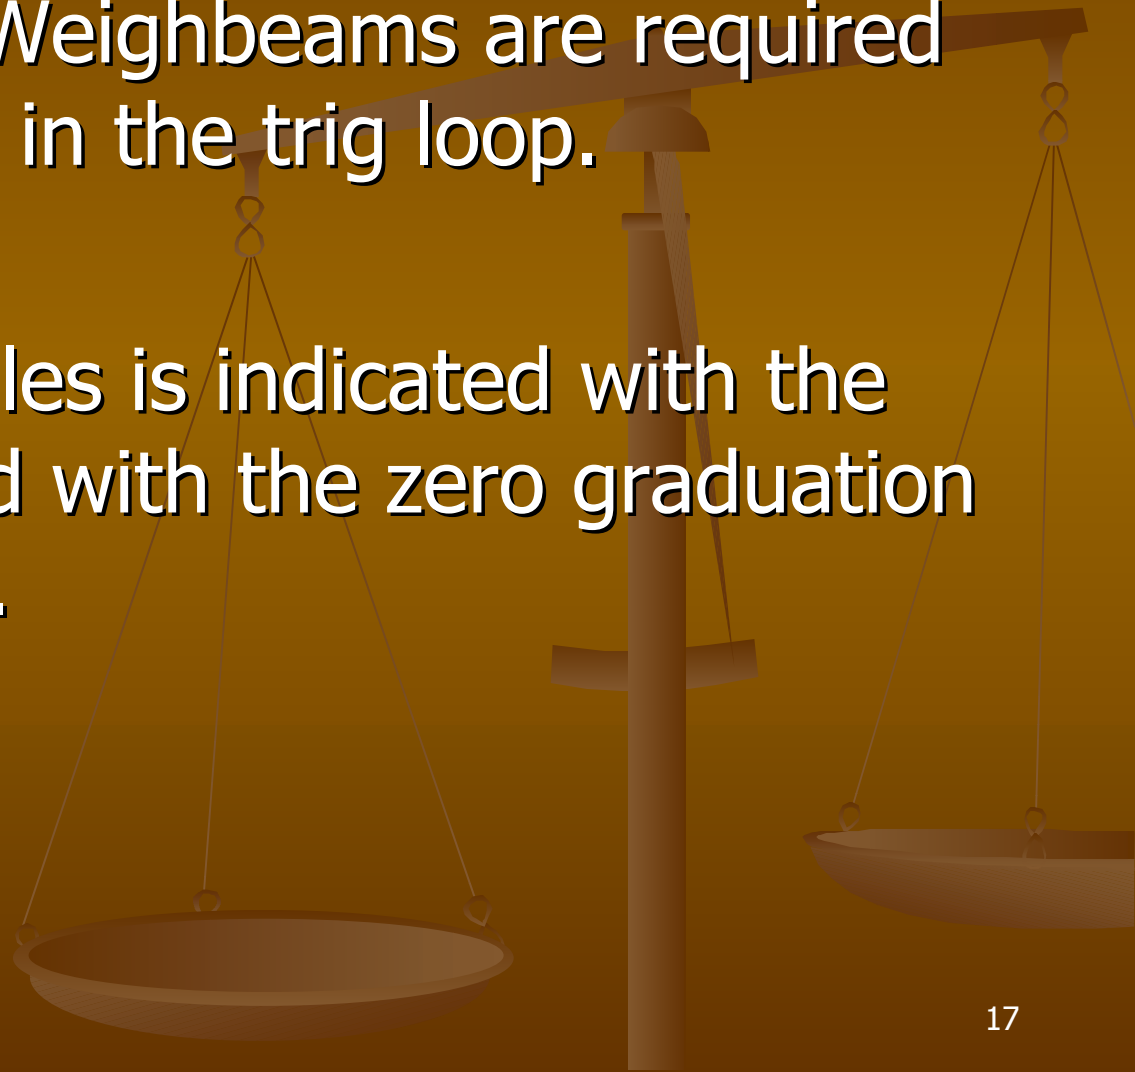 Weighbeams are required
in the trig loop.
les is indicated with the
d with the zero graduation
.
17